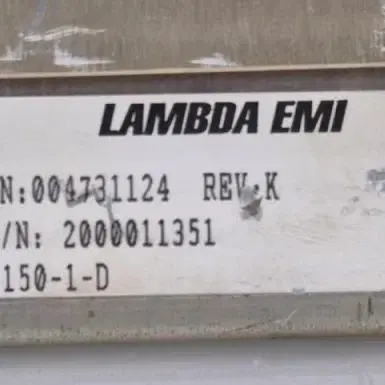 LAMBDA EMI
N:004731124 REV:K
/N: 2000011351
150-1-D